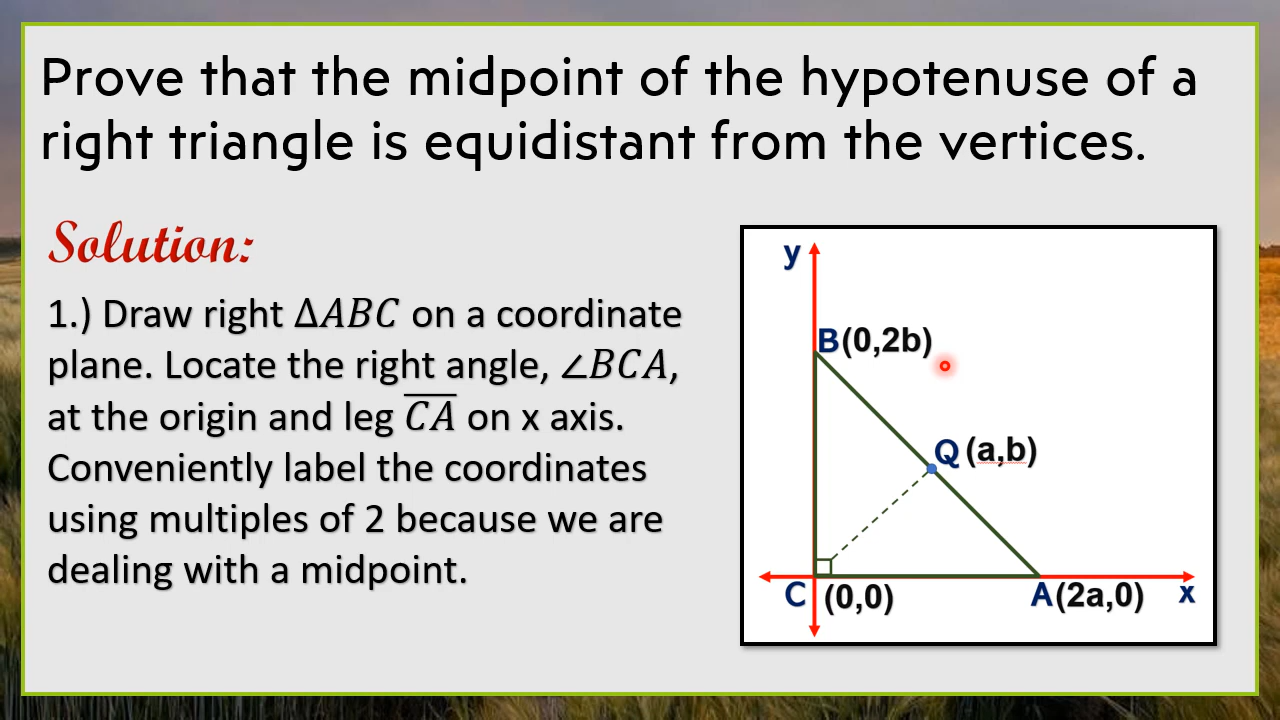 Prove that the midpoint of the hypotenuse of a
right triangle is equidistant from the vertices.
Solution:
1.) Draw right ΔABC on a coordinate
plane. Locate the right angle, ∠BCA,
at the origin and leg C̅A̅ on x axis.
Conveniently label the coordinates
using multiples of 2 because we are
dealing with a midpoint.
y
B(0,2b)
Q (a,b)
C (0,0)
A(2a,0)
x